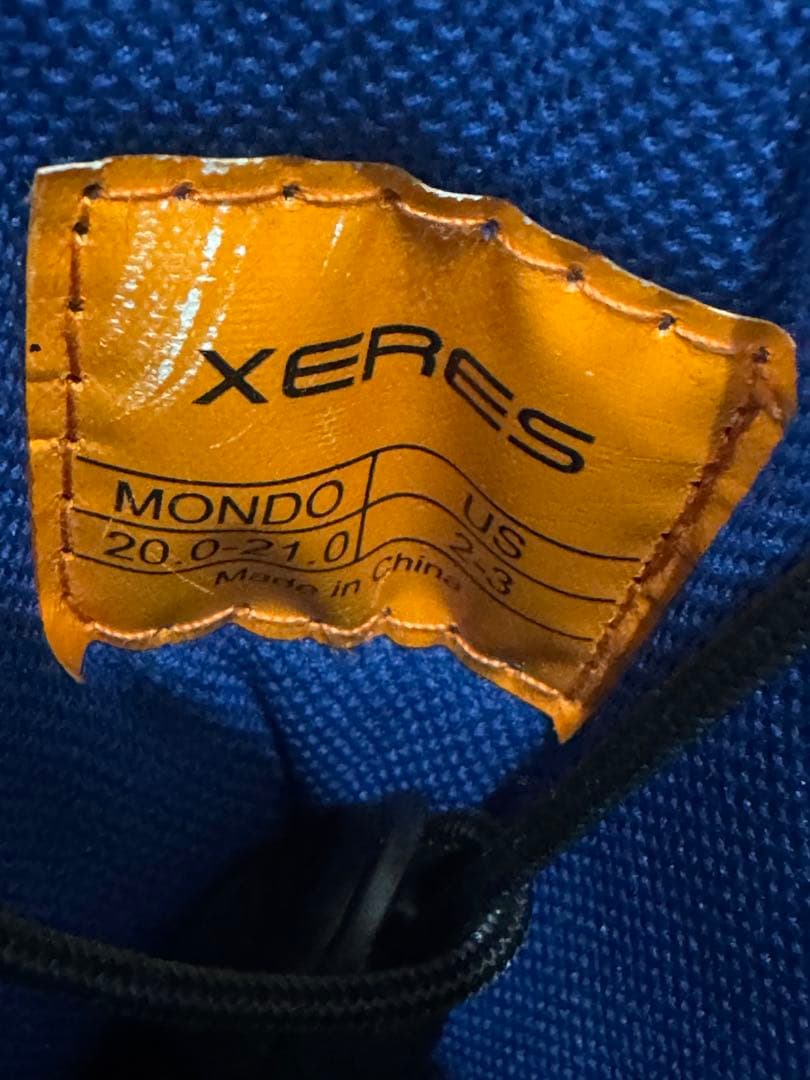 XERES
MONDO US
20.0-21.0 2-3
Made in China